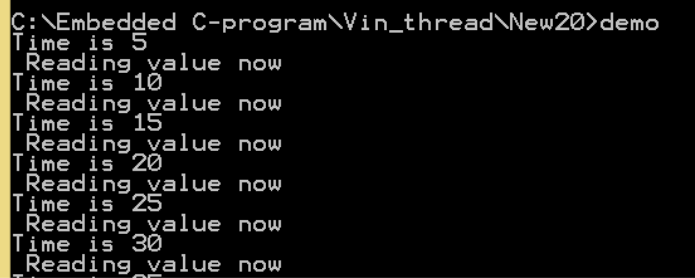 C:\Embedded C-program\Vin_thread\New20>demo
Time is 5
 Reading value now
Time is 10
 Reading value now
Time is 15
 Reading value now
Time is 20
 Reading value now
Time is 25
 Reading value now
Time is 30
 Reading value now